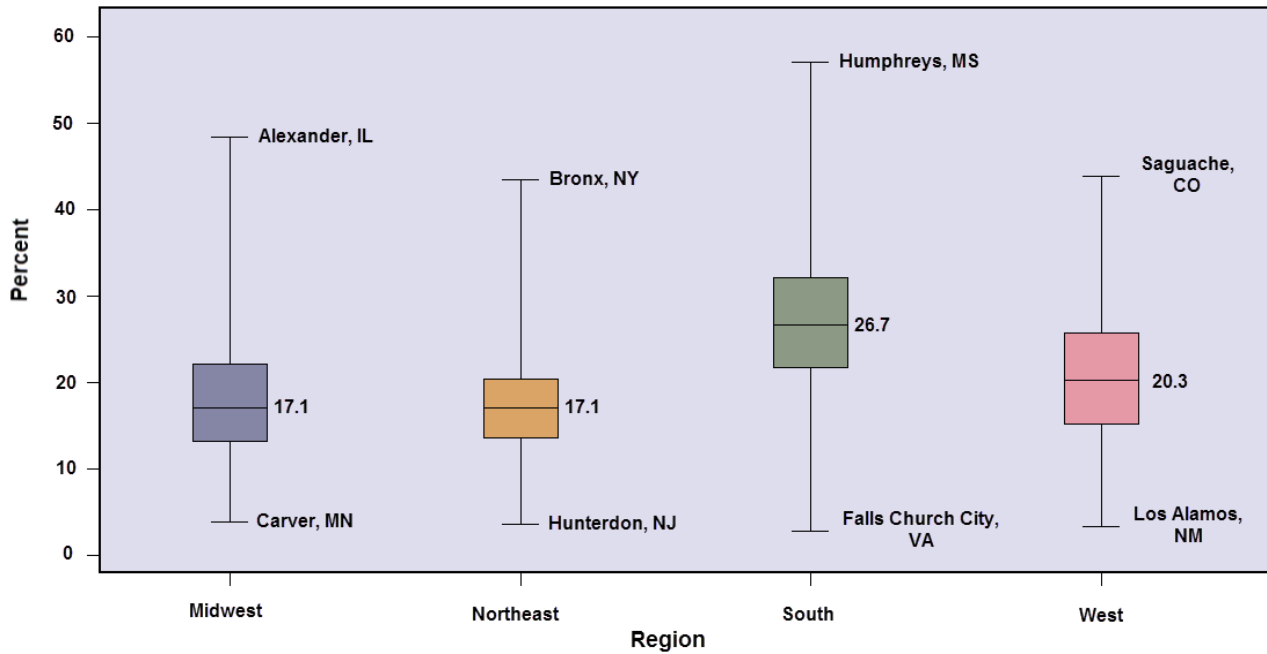 Percent
60
50
40
30
20
10
0
Alexander, IL
17.1
Carver, MN
Bronx, NY
17.1
Hunterdon, NJ
Humphreys, MS
26.7
Falls Church City,
VA
Saguache,
CO
20.3
Los Alamos,
NM
Midwest
Northeast
South
West
Region